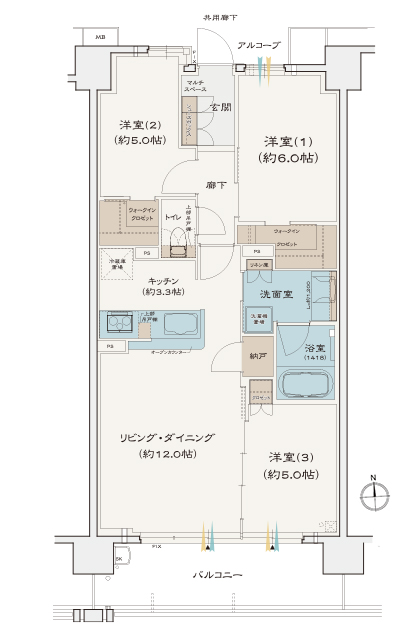 共用廊下
MB
アルコーブ
FIX
マルチ
スペース
玄関
洋室(2)
(約5.0帖)
洋室(1)
(約6.0帖)
廊下
ウォークイン
クロゼット
トイレ
上部
吊戸棚
ウォークイン
クロゼット
PS
PS
冷蔵庫
置場
リネン庫
キッチン
(約3.3帖)
洗面室
上部
吊戸棚
洗濯機
置場
PS
オープンカウンター
納戸
浴室
(1418)
クロゼット
リビング・ダイニング
(約12.0帖)
洋室(3)
(約5.0帖)
N
FIX
SK
バルコニー